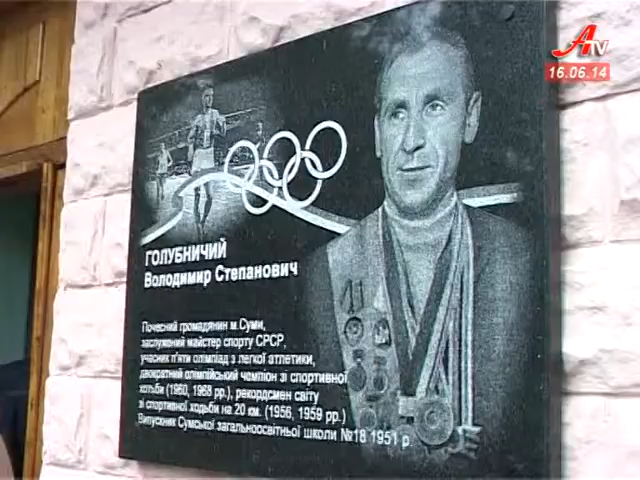 ATV
16.06.14
ГОЛУБНИЧИЙ
Володимир Степанович
Почесний громадянин м.Суми,
заслужений майстер спорту СРСР,
учасник п'яти олімпіад з легкої атлетики,
двократний олімпійський чемпіон зі спортивної
ходьби (1960, 1968 рр.), рекордсмен світу
зі спортивної ходьби на 20 км. (1956, 1959 рр.)
Випускник Сумської загальноосвітньої школи №18 1951 р.